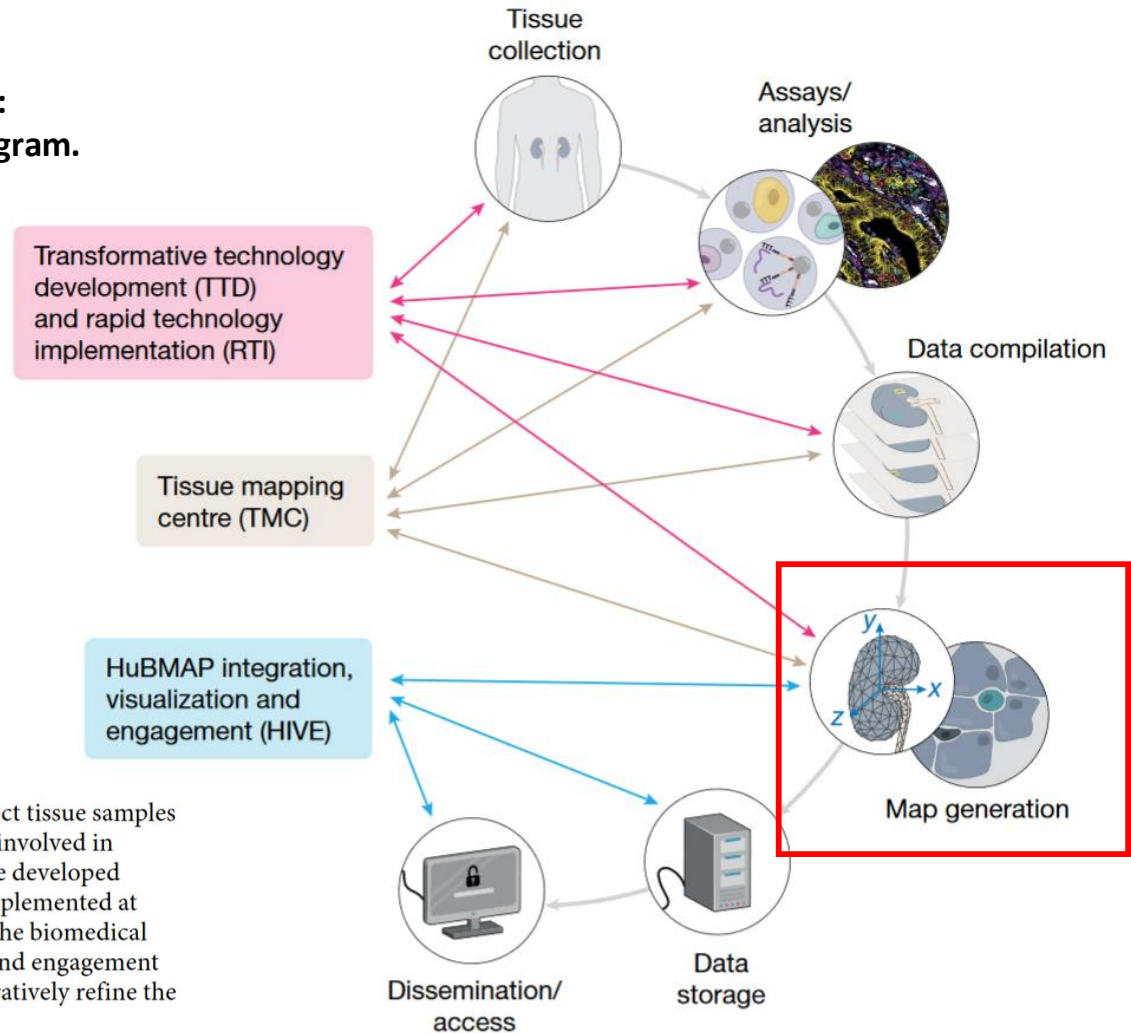 :
gram.
Tissue
collection
Assays/
analysis
Transformative technology
development (TTD)
and rapid technology
implementation (RTI)
Data compilation
Tissue mapping
centre (TMC)
y
x
z
HuBMAP integration,
visualization and
engagement (HIVE)
Map generation
ect tissue samples
involved in
e developed
plemented at
he biomedical
nd engagement
ratively refine the
Data
storage
Dissemination/
access